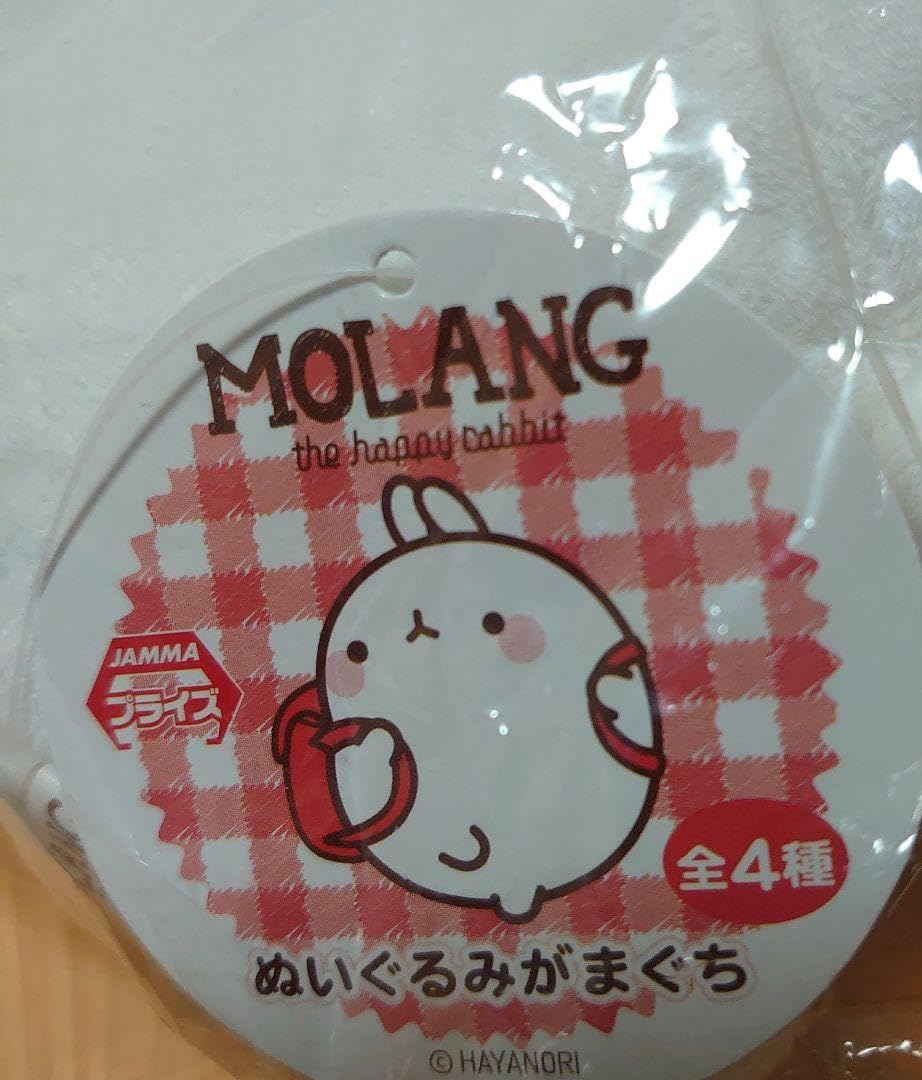 MOLANG
the happy rabbit
JAMMA
プライズ
全4種
ぬいぐるみがまぐち
© HAYANORI